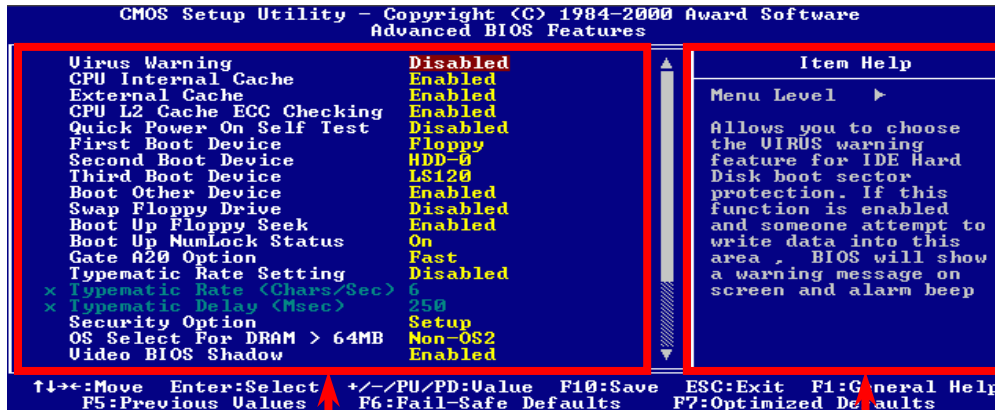 CMOS Setup Utility – Copyright (C) 1984-2000 Award Software
Advanced BIOS Features
Virus Warning Disabled
CPU Internal Cache Enabled
External Cache Enabled
CPU L2 Cache ECC Checking Enabled
Quick Power On Self Test Disabled
First Boot Device Floppy
Second Boot Device HDD-0
Third Boot Device LS120
Boot Other Device Enabled
Swap Floppy Drive Disabled
Boot Up Floppy Seek Enabled
Boot Up NumLock Status On
Gate A20 Option Fast
Typematic Rate Setting Disabled
x Typematic Rate (Chars/Sec) 6
x Typematic Delay (Msec) 250
Security Option Setup
OS Select For DRAM > 64MB Non-OS2
Video BIOS Shadow Enabled
Item Help
Menu Level ▶
Allows you to choose
the VIRUS warning
feature for IDE Hard
Disk boot sector
protection. If this
function is enabled
and someone attempt to
write data into this
area , BIOS will show
a warning message on
screen and alarm beep
↑↓→←:Move Enter:Select +/-/PU/PD:Value F10:Save ESC:Exit F1:General Help
F5:Previous Values F6:Fail-Safe Defaults F7:Optimized Defaults